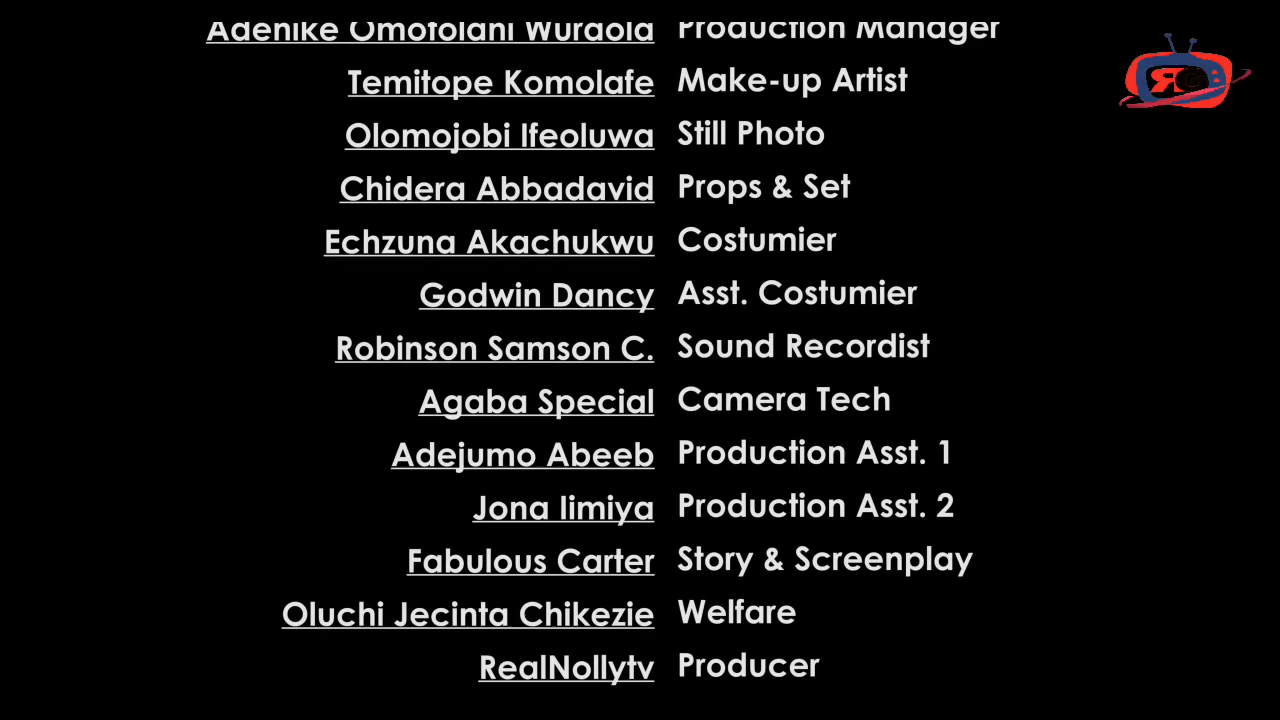 Adenike Omofolani Wuraola Production Manager
Temitope Komolafe Make-up Artist
Olomojobi Ifeoluwa Still Photo
Chidera Abbadavid Props & Set
Echzuna Akachukwu Costumier
Godwin Dancy Asst. Costumier
Robinson Samson C. Sound Recordist
Agaba Special Camera Tech
Adejumo Abeeb Production Asst. 1
Jona Iimiya Production Asst. 2
Fabulous Carter Story & Screenplay
Oluchi Jecinta Chikezie Welfare
RealNollytv Producer